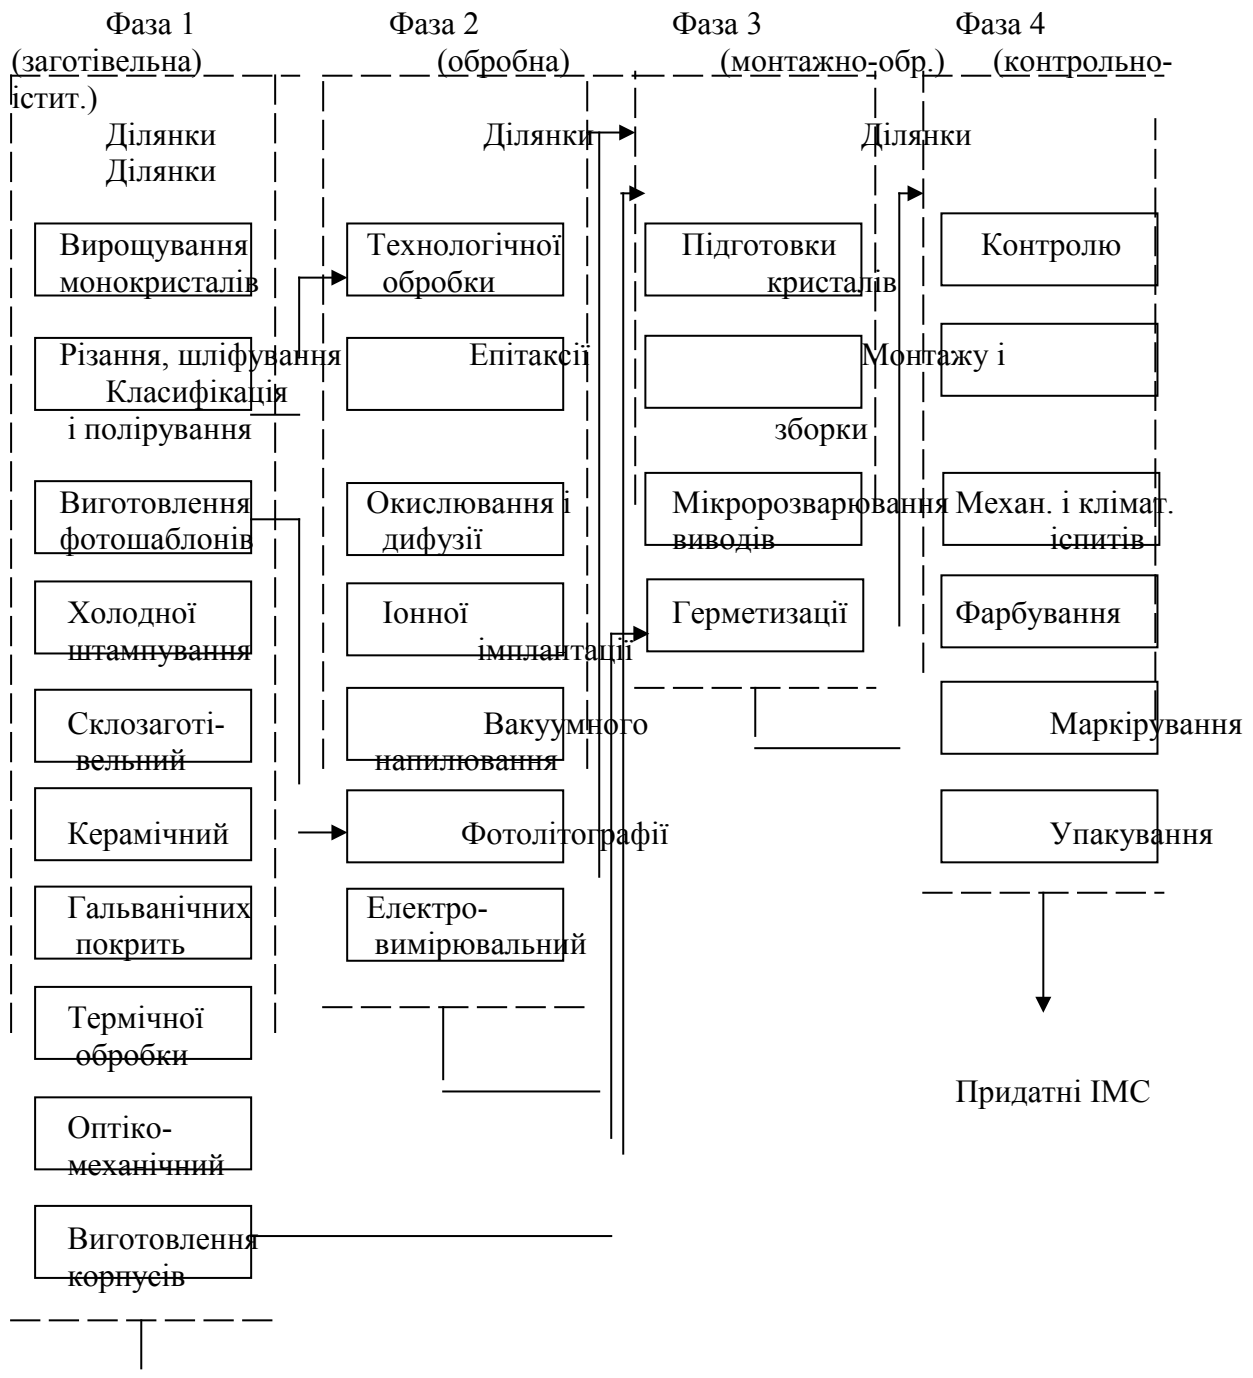 Фаза 1 Фаза 2 Фаза 3 Фаза 4
(заготівельна) (обробна) (монтажно-обр.) (контрольно-
істит.)
Ділянки Ділянки Ділянки
Ділянки
Вирощування Технологічної Підготовки Контролю
монокристалів обробки кристалів
Різання, шліфування Епітаксії Монтажу і
Класифікація
і полірування зборки
Виготовлення Окислювання і Мікророзварювання Механ. і клімат.
фотошаблонів дифузії виводів іспитів
Холодної Іонної Герметизації Фарбування
штампування імплантації
Склозаготі- Вакуумного Маркірування
вельний напилювання
Керамічний Фотолітографії Упакування
Гальванічних Електро-
покрить вимірювальний
Термічної
обробки
Придатні ІМС
Оптіко-
механічний
Виготовлення
корпусів